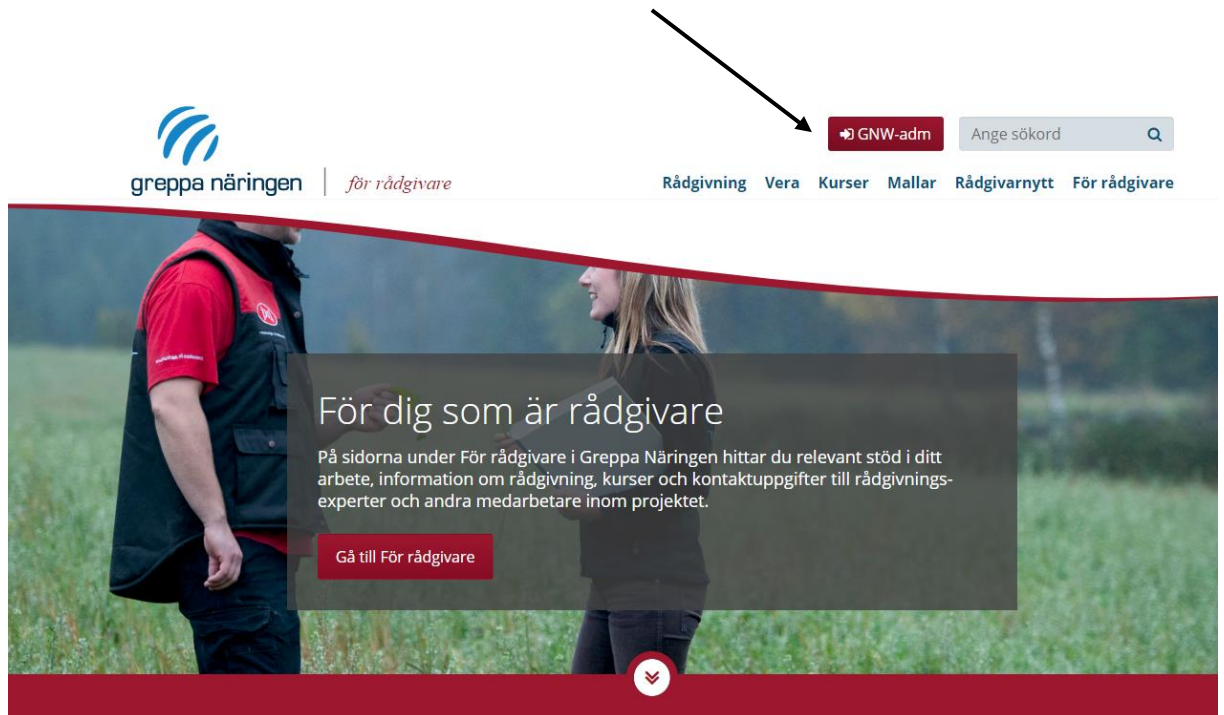 GNW-adm
Ange sökord
greppa näringen
för rådgivare
Rådgivning Vera Kurser Mallar Rådgivarnytt För rådgivare
För dig som är rådgivare
På sidorna under För rådgivare i Greppa Näringen hittar du relevant stöd i ditt
arbete, information om rådgivning, kurser och kontaktuppgifter till rådgivnings-
experter och andra medarbetare inom projektet.
Gå till För rådgivare